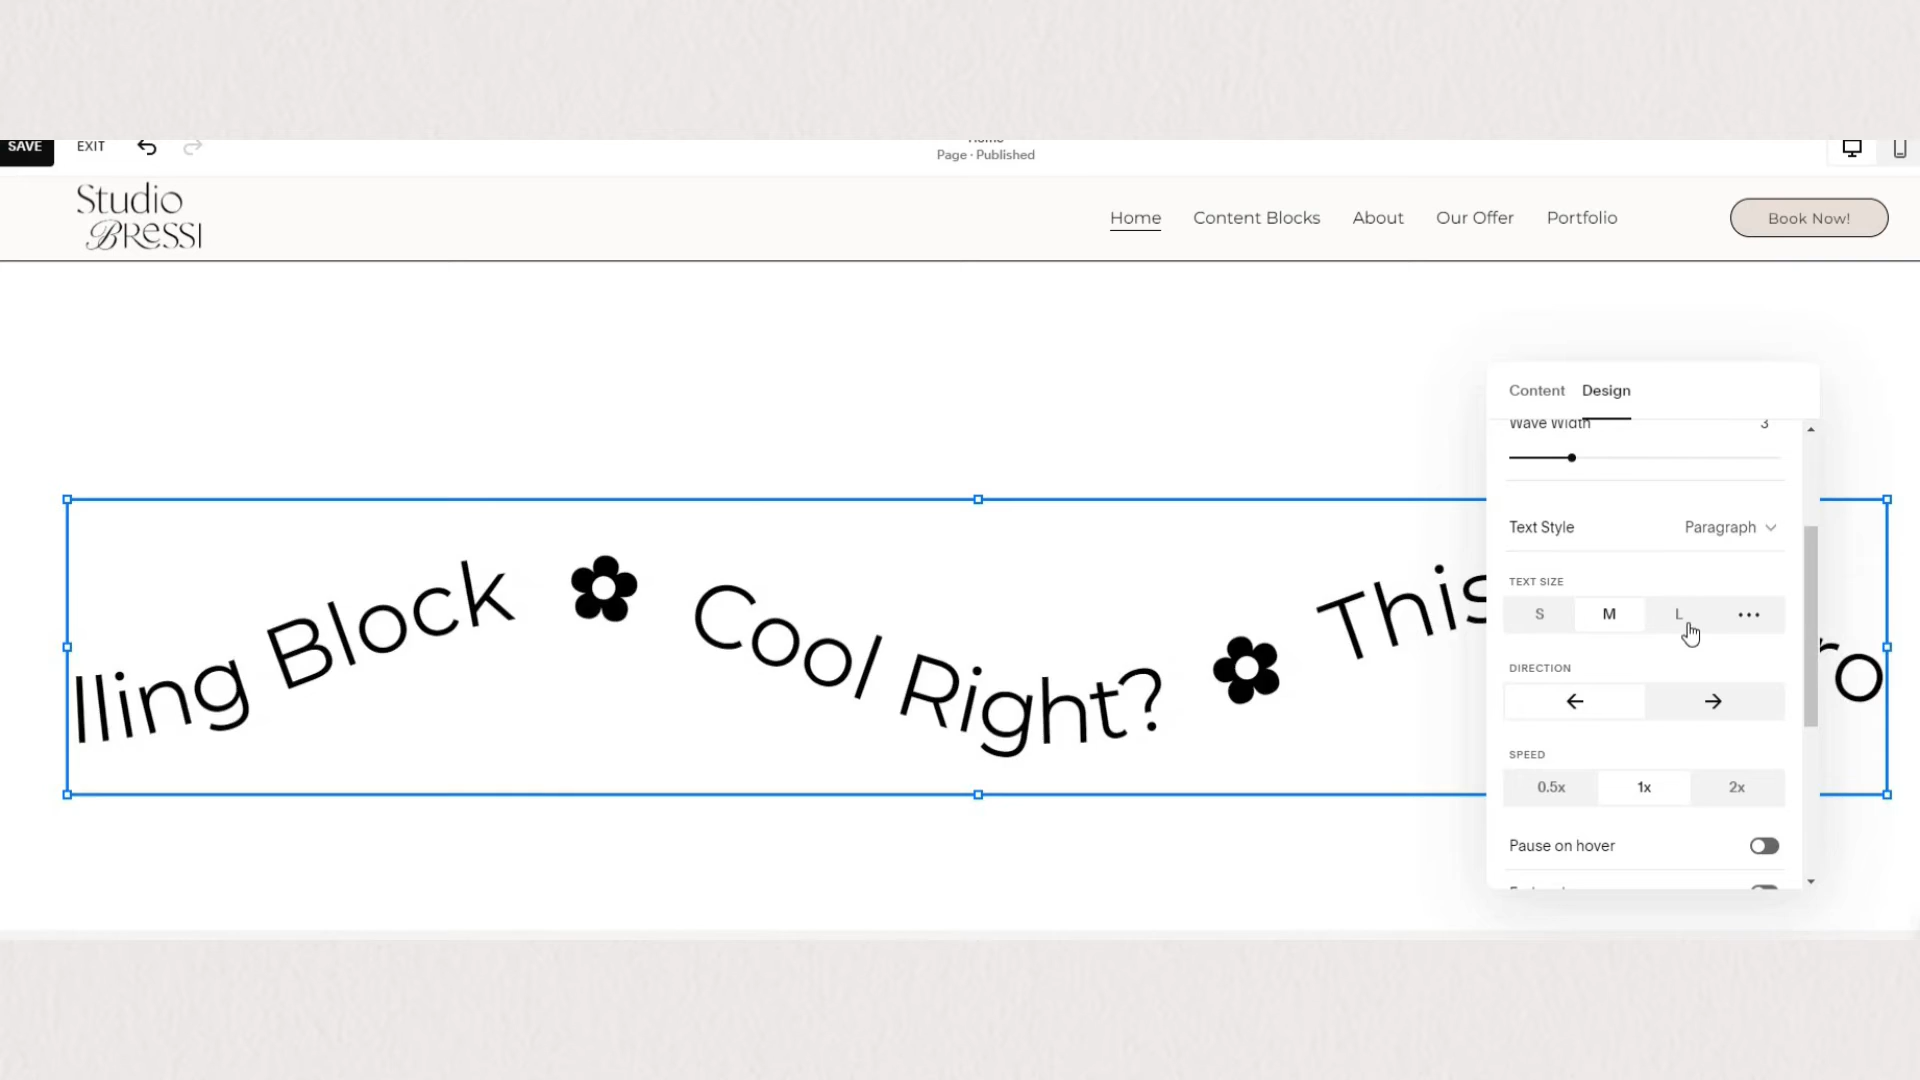 SAVE
EXIT
Home
Page · Published
Studio
BRESSI
Home
Content Blocks
About
Our Offer
Portfolio
Book Now!
lling Block
Cool Right?
This
ro
Content
Design
Wave Width
3
Text Style
Paragraph
TEXT SIZE
S
M
L
DIRECTION
SPEED
0.5x
1x
2x
Pause on hover